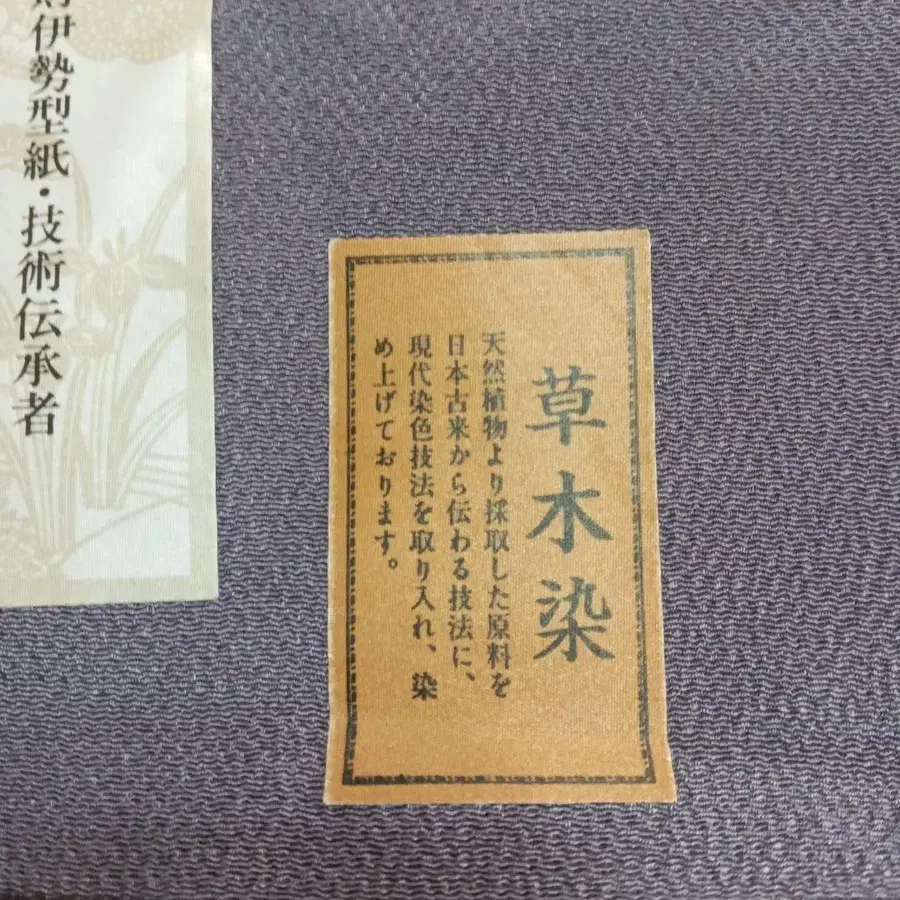 草木染
天然植物より採取した原料を
日本古来から伝わる技法に、
現代染色技法を取り入れ、染
め上げております。
伊勢型紙・技術伝承者